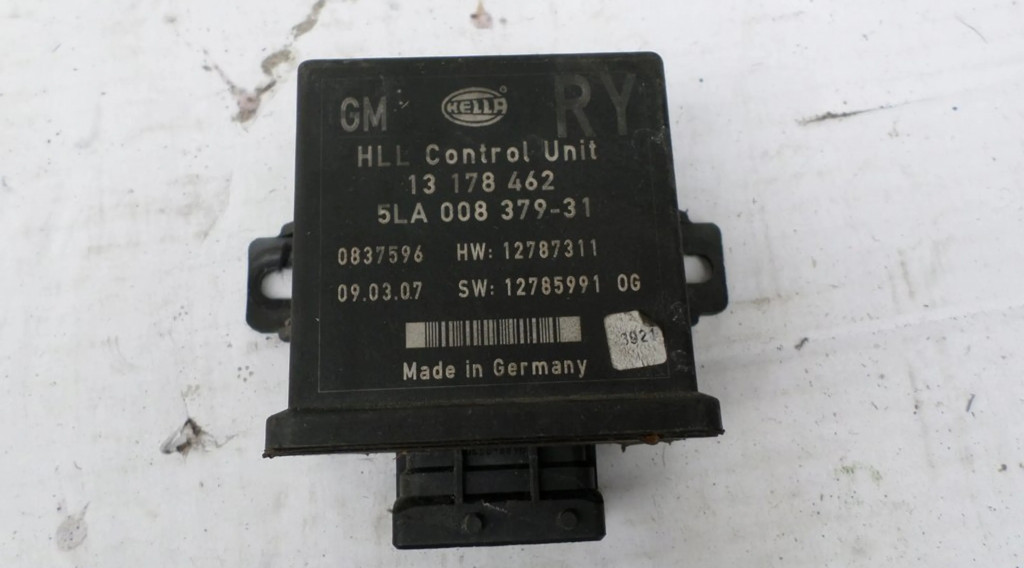 GM HELLA® RY
HLL Control Unit
13 178 462
5LA 008 379-31
0837596 HW: 12787311
09.03.07 SW: 12785991 OG
3921
Made in Germany